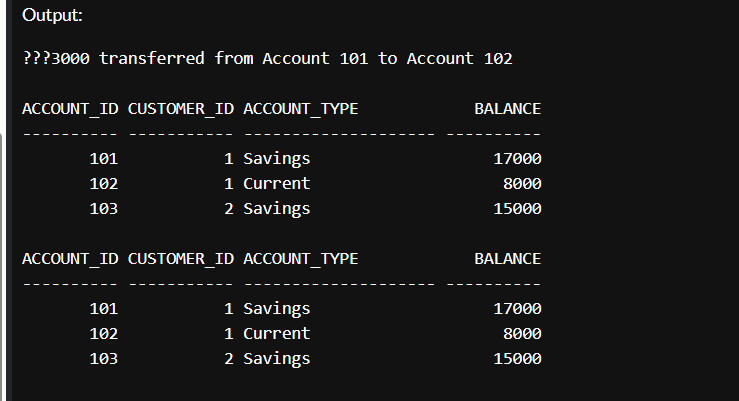 Output:
???3000 transferred from Account 101 to Account 102
ACCOUNT_ID CUSTOMER_ID ACCOUNT_TYPE            BALANCE
---------- ----------- -------------------- ----------
       101           1 Savings                   17000
       102           1 Current                    8000
       103           2 Savings                   15000
ACCOUNT_ID CUSTOMER_ID ACCOUNT_TYPE            BALANCE
---------- ----------- -------------------- ----------
       101           1 Savings                   17000
       102           1 Current                    8000
       103           2 Savings                   15000